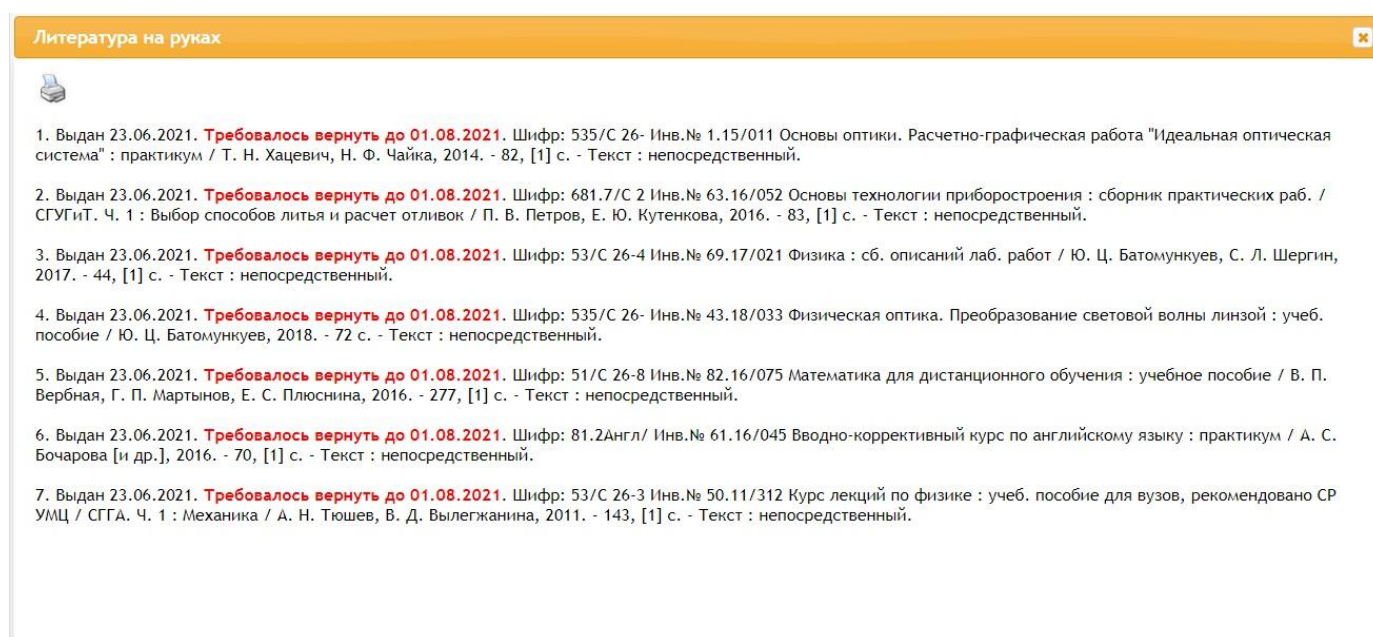 Литература на руках
1. Выдан 23.06.2021. Требовалось вернуть до 01.08.2021. Шифр: 535/С 26- Инв.№ 1.15/011 Основы оптики. Расчетно-графическая работа "Идеальная оптическая
система" : практикум / Т. Н. Хацевич, Н. Ф. Чайка, 2014. - 82, [1] с. - Текст : непосредственный.
2. Выдан 23.06.2021. Требовалось вернуть до 01.08.2021. Шифр: 681.7/С 2 Инв.№ 63.16/052 Основы технологии приборостроения : сборник практических раб. /
СГУГиТ. Ч. 1 : Выбор способов литья и расчет отливок / П. В. Петров, Е. Ю. Кутенкова, 2016. - 83, [1] с. - Текст : непосредственный.
3. Выдан 23.06.2021. Требовалось вернуть до 01.08.2021. Шифр: 53/С 26-4 Инв.№ 69.17/021 Физика : сб. описаний лаб. работ / Ю. Ц. Батомункуев, С. Л. Шергин,
2017. - 44, [1] с. - Текст : непосредственный.
4. Выдан 23.06.2021. Требовалось вернуть до 01.08.2021. Шифр: 535/С 26- Инв.№ 43.18/033 Физическая оптика. Преобразование световой волны линзой : учеб.
пособие / Ю. Ц. Батомункуев, 2018. - 72 с. - Текст : непосредственный.
5. Выдан 23.06.2021. Требовалось вернуть до 01.08.2021. Шифр: 51/С 26-8 Инв.№ 82.16/075 Математика для дистанционного обучения : учебное пособие / В. П.
Вербная, Г. П. Мартынов, Е. С. Плюснина, 2016. - 277, [1] с. - Текст : непосредственный.
6. Выдан 23.06.2021. Требовалось вернуть до 01.08.2021. Шифр: 81.2Англ/ Инв.№ 61.16/045 Вводно-коррективный курс по английскому языку : практикум / А. С.
Бочарова [и др.], 2016. - 70, [1] с. - Текст : непосредственный.
7. Выдан 23.06.2021. Требовалось вернуть до 01.08.2021. Шифр: 53/С 26-3 Инв.№ 50.11/312 Курс лекций по физике : учеб. пособие для вузов, рекомендовано СР
УМЦ / СГГА. Ч. 1 : Механика / А. Н. Тюшев, В. Д. Вылегжанина, 2011. - 143, [1] с. - Текст : непосредственный.